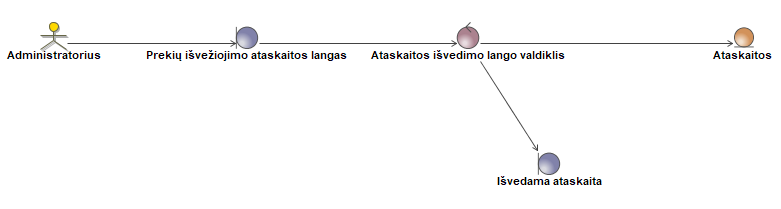 Administratorius
Prekių išvežiojimo ataskaitos langas
Ataskaitos išvedimo lango valdiklis
Ataskaitos
Išvedama ataskaita